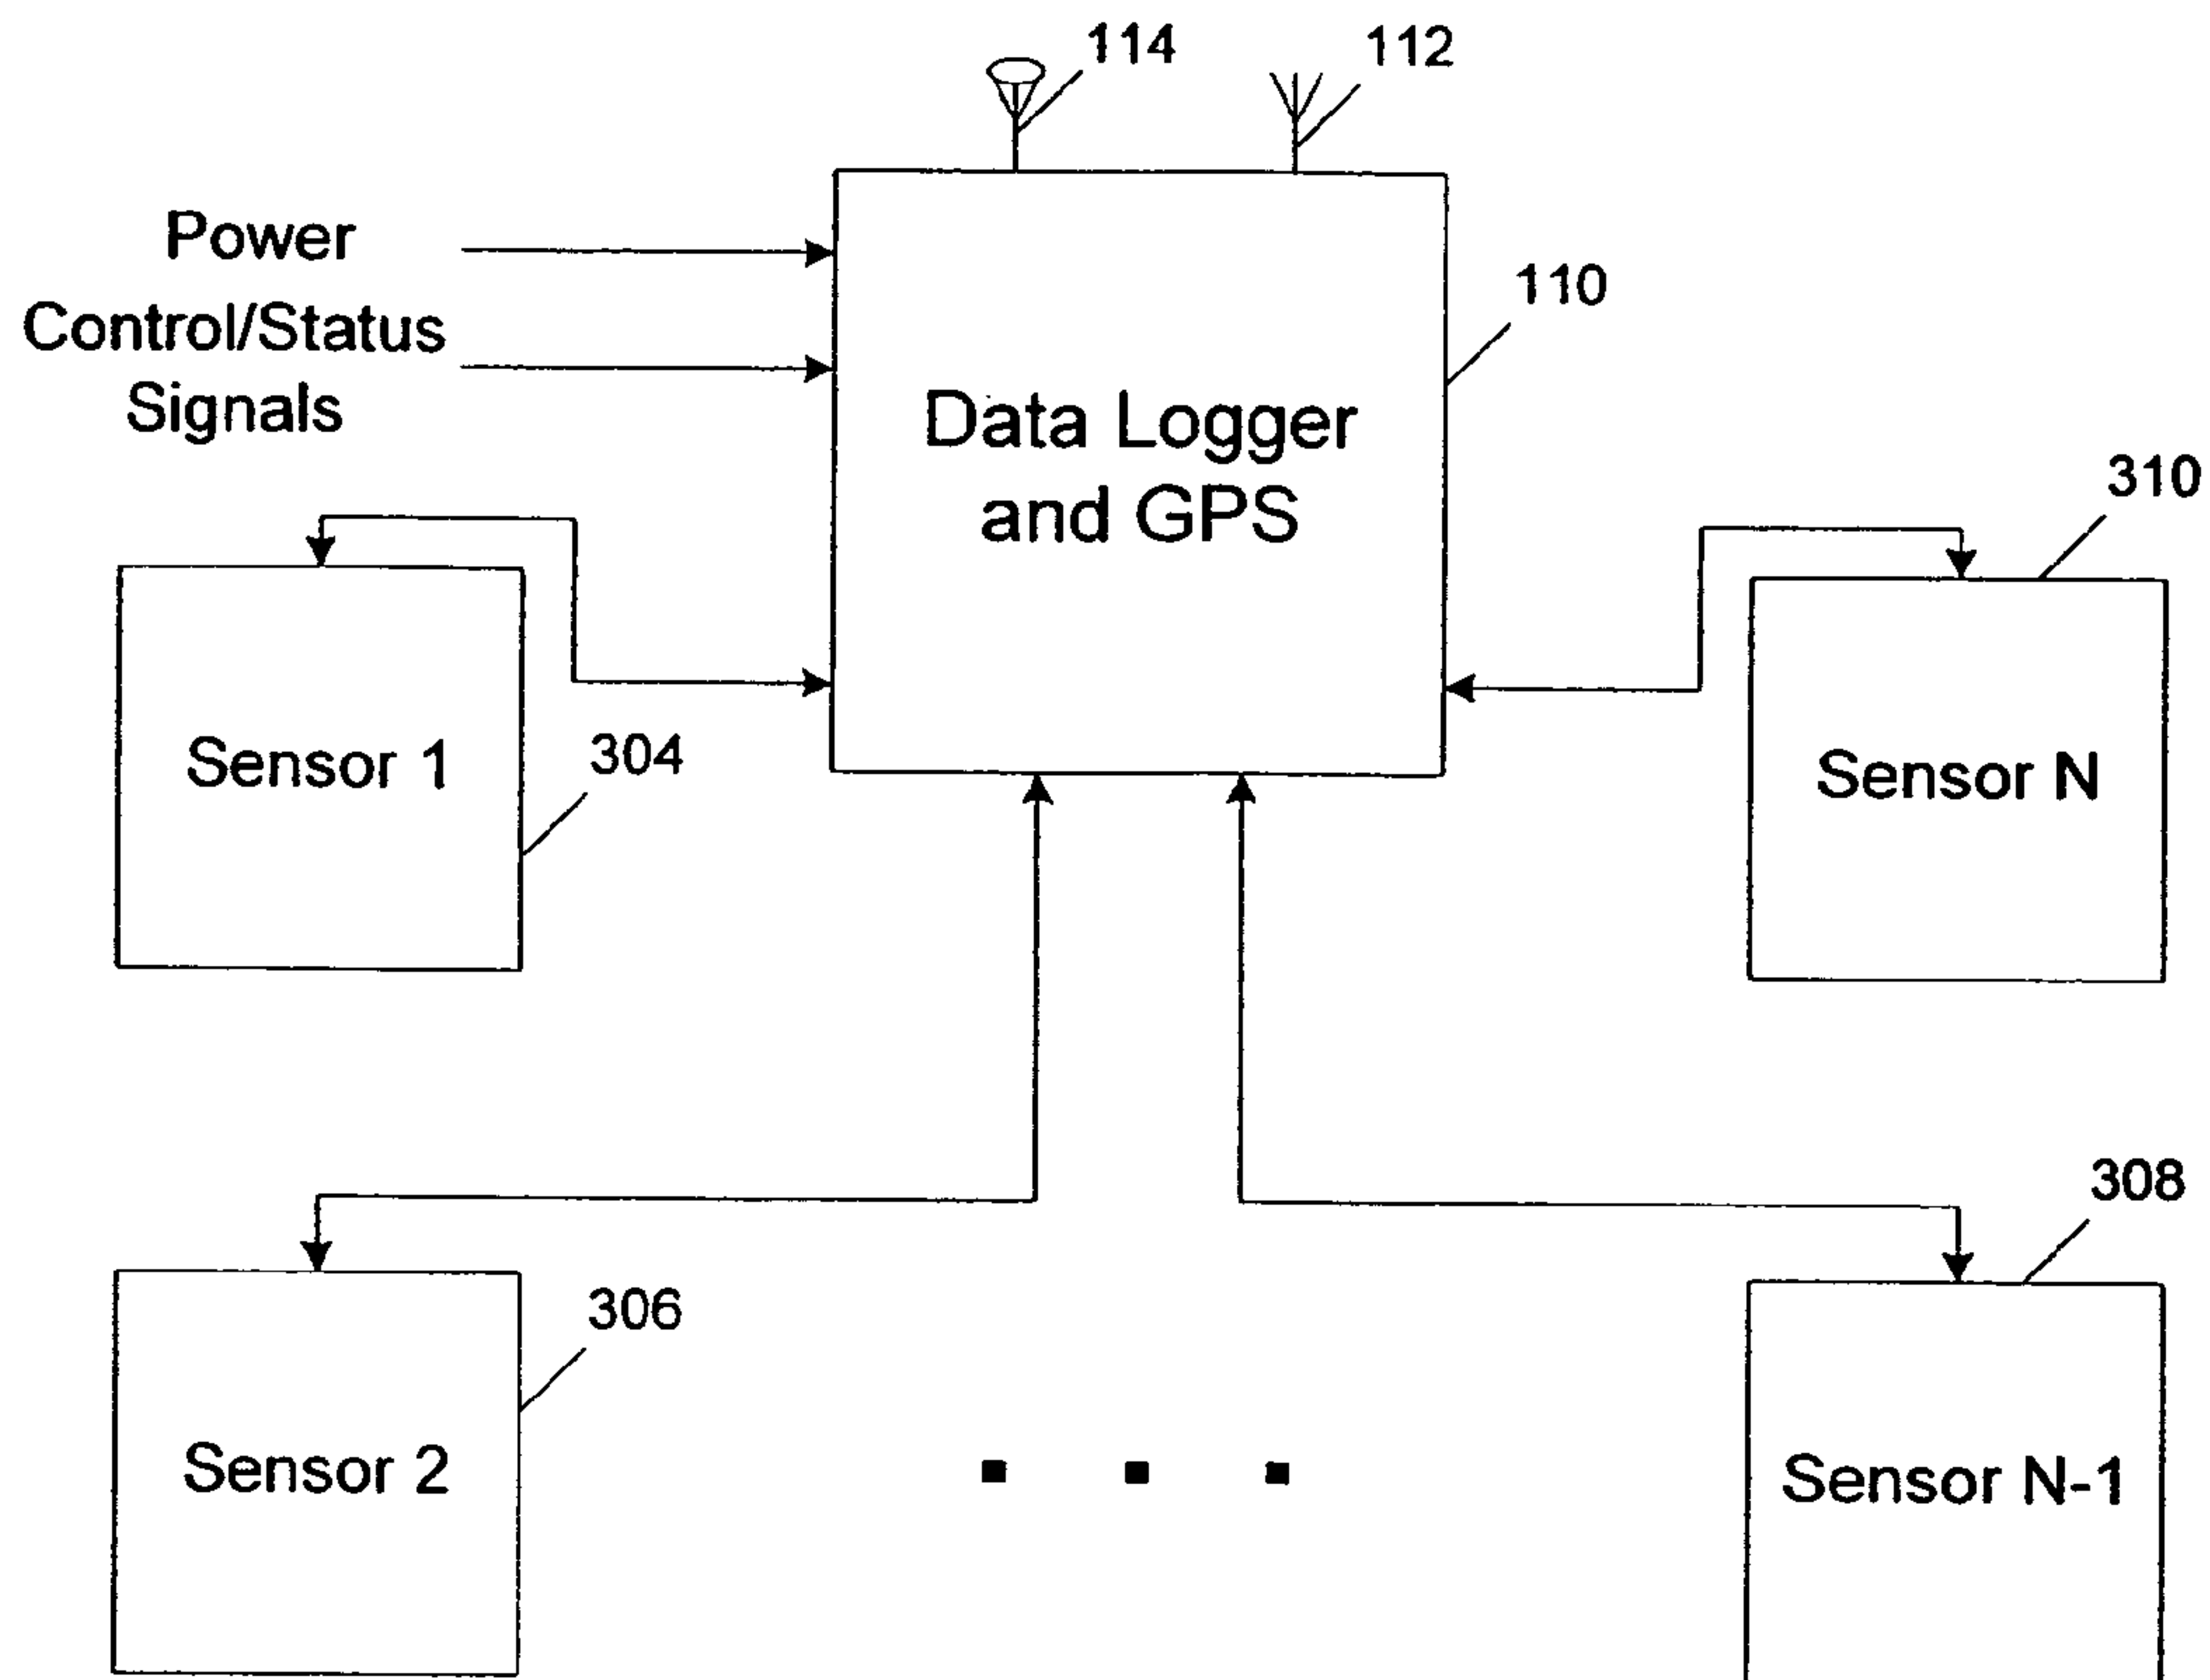 114
112
Power
Control/Status
Signals
110
Data Logger
and GPS
310
Sensor 1
304
Sensor N
308
306
Sensor 2
Sensor N-1